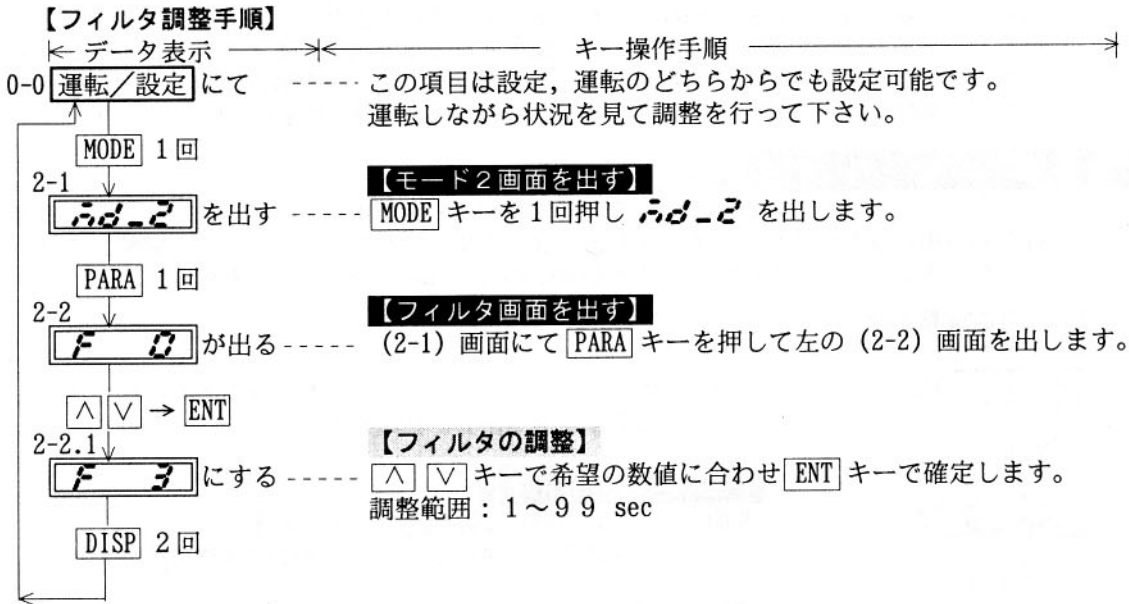 【フィルタ調整手順】
データ表示 キー操作手順
0-0 運転／設定 にて ----- この項目は設定，運転のどちらからでも設定可能です。
運転しながら状況を見て調整を行って下さい。
MODE 1回
2-1
【モード２画面を出す】
を出す ----- MODE キーを1回押し を出します。
PARA 1回
2-2
【フィルタ画面を出す】
F 0 が出る ----- (2-1) 画面にて PARA キーを押して左の (2-2) 画面を出します。
∧ ∨ → ENT
2-2.1
【フィルタの調整】
F 3 にする ----- ∧ ∨ キーで希望の数値に合わせ ENT キーで確定します。
調整範囲：1～99 sec
DISP 2回